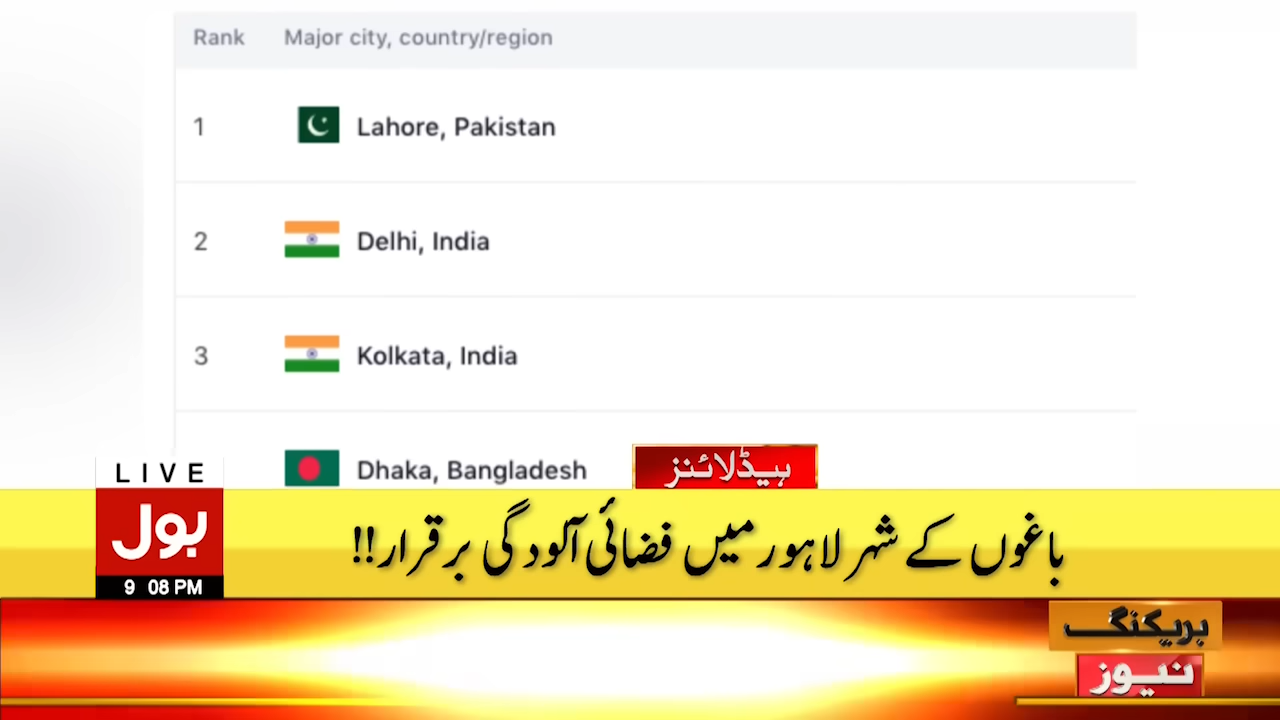 Rank Major city, country/region
1 Lahore, Pakistan
2 Delhi, India
3 Kolkata, India
Dhaka, Bangladesh
ہیڈلائنز
LIVE
بول
9 08 PM
باغوں کے شہر لاہور میں فضائی آلودگی برقرار!!
بریکنگ
نیوز